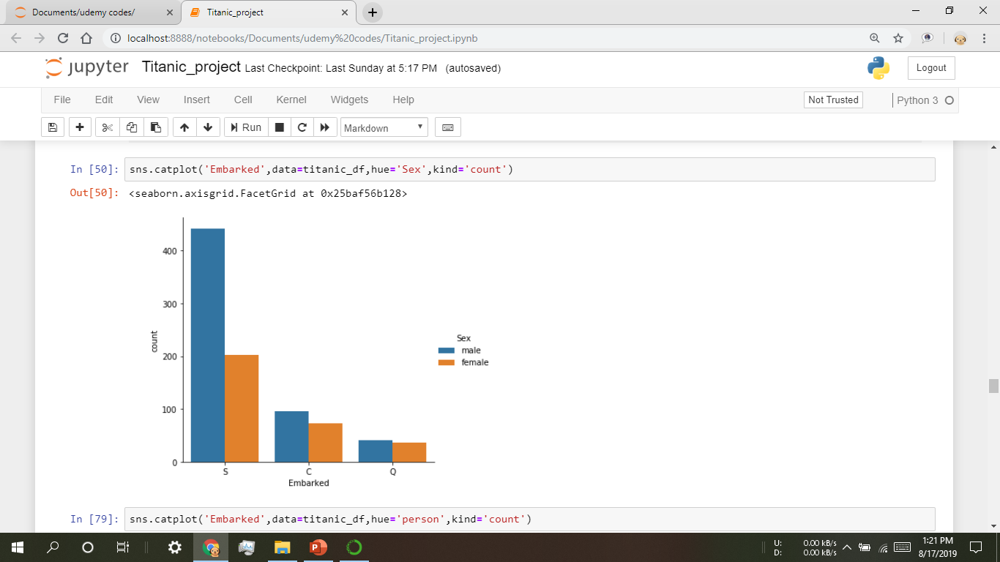 Documents/udemy codes/
Titanic_project
localhost:8888/notebooks/Documents/udemy%20codes/Titanic_project.ipynb
jupyter Titanic_project Last Checkpoint: Last Sunday at 5:17 PM (autosaved)
Logout
File Edit View Insert Cell Kernel Widgets Help
Not Trusted
Python 3
Run
Markdown
In [50]: sns.catplot('Embarked',data=titanic_df,hue='Sex',kind='count')
Out[50]: <seaborn.axisgrid.FacetGrid at 0x25baf56b128>
400
300
200
100
0
count
S C Q
Embarked
Sex
male
female
In [79]: sns.catplot('Embarked',data=titanic_df,hue='person',kind='count')
U: 0.00 kB/s
D: 0.00 kB/s
1:21 PM
8/17/2019